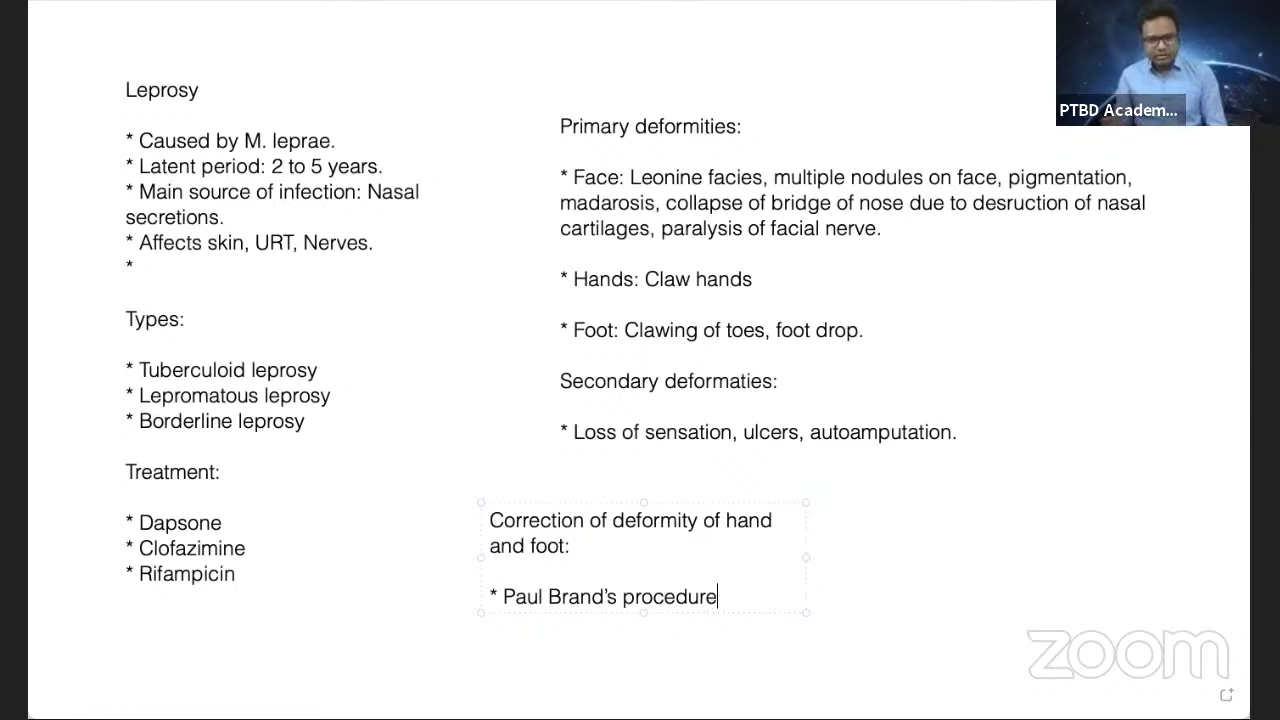 Leprosy
* Caused by M. leprae.
* Latent period: 2 to 5 years.
* Main source of infection: Nasal
secretions.
* Affects skin, URT, Nerves.
*
Types:
* Tuberculoid leprosy
* Lepromatous leprosy
* Borderline leprosy
Treatment:
* Dapsone
* Clofazimine
* Rifampicin
Primary deformities:
* Face: Leonine facies, multiple nodules on face, pigmentation,
madarosis, collapse of bridge of nose due to desruction of nasal
cartilages, paralysis of facial nerve.
* Hands: Claw hands
* Foot: Clawing of toes, foot drop.
Secondary deformaties:
* Loss of sensation, ulcers, autoamputation.
Correction of deformity of hand
and foot:
* Paul Brand’s procedure
PTBD Academ...
zoom